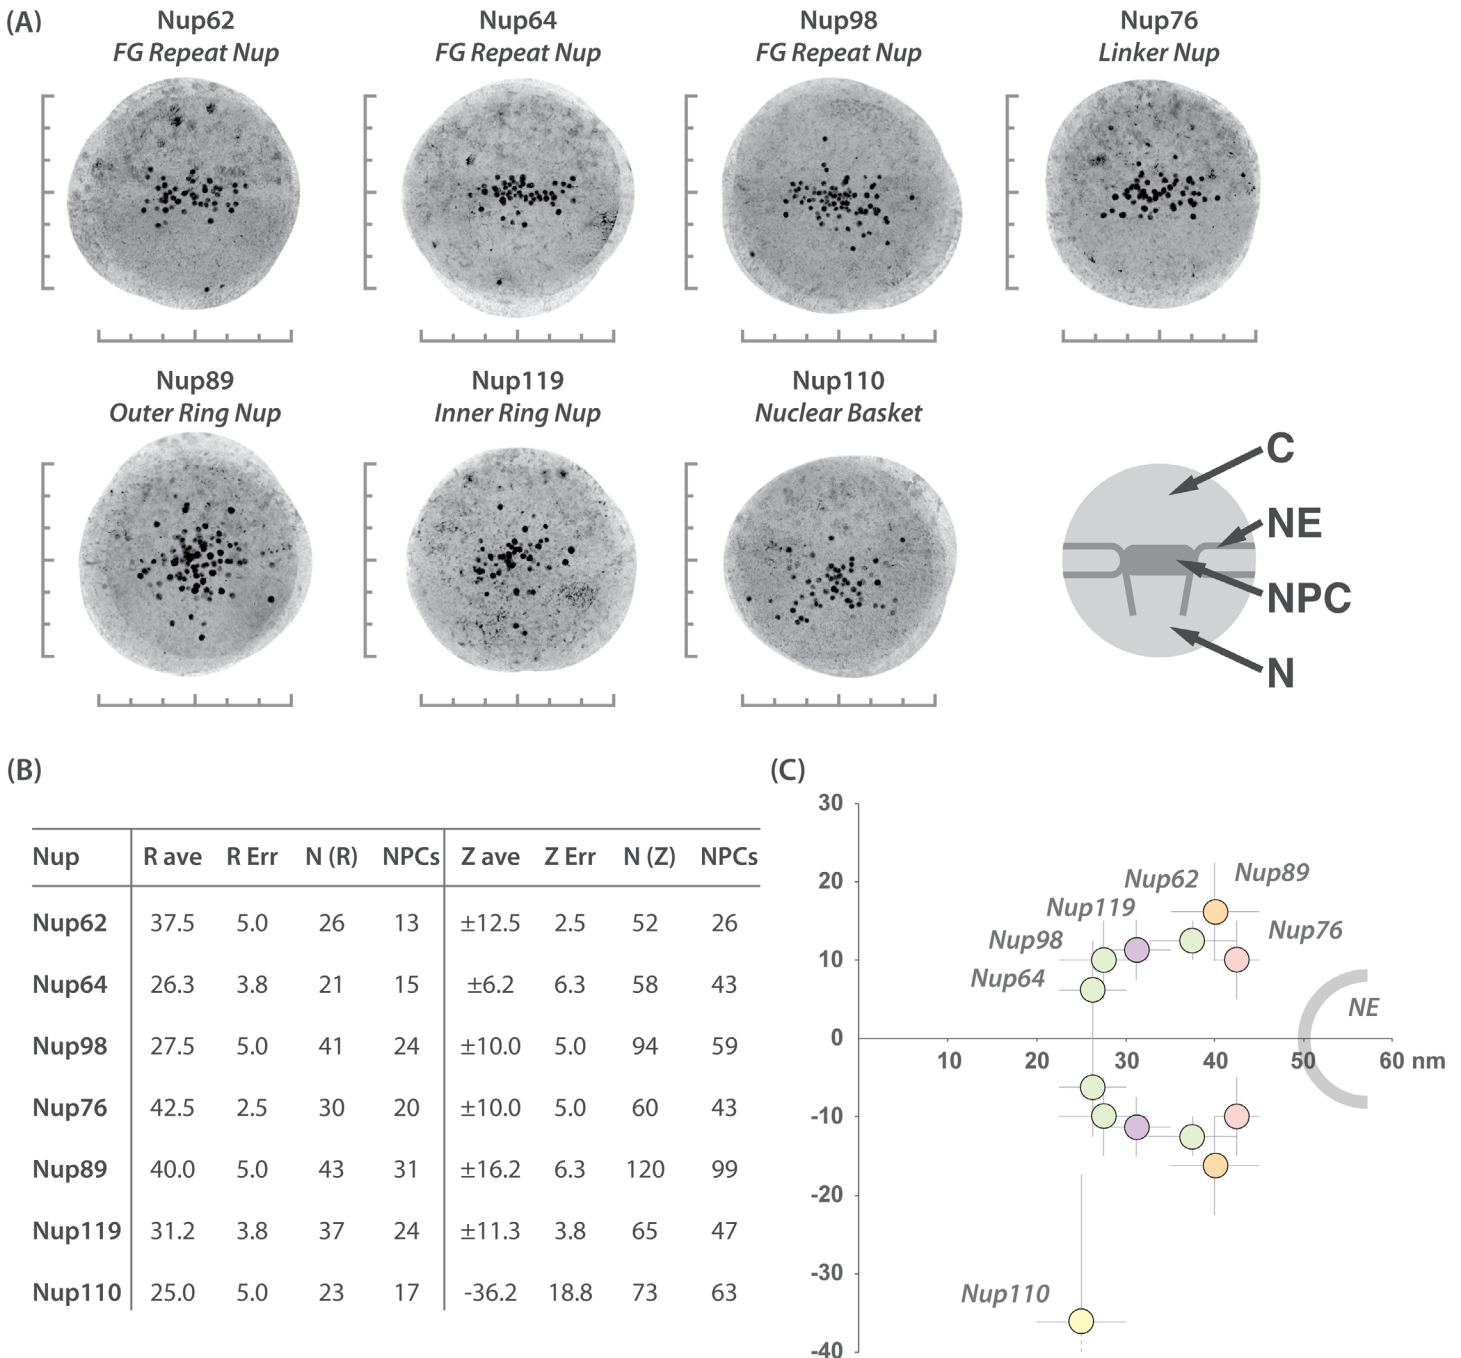 (A)
Nup62 Nup64 Nup98 Nup76
FG Repeat Nup FG Repeat Nup FG Repeat Nup Linker Nup
Nup89 Nup119 Nup110
Outer Ring Nup Inner Ring Nup Nuclear Basket
C
NE
NPC
N
(B)
Nup R ave R Err N (R) NPCs Z ave Z Err N (Z) NPCs
Nup62 37.5 5.0 26 13 ±12.5 2.5 52 26
Nup64 26.3 3.8 21 15 ±6.2 6.3 58 43
Nup98 27.5 5.0 41 24 ±10.0 5.0 94 59
Nup76 42.5 2.5 30 20 ±10.0 5.0 60 43
Nup89 40.0 5.0 43 31 ±16.2 6.3 120 99
Nup119 31.2 3.8 37 24 ±11.3 3.8 65 47
Nup110 25.0 5.0 23 17 -36.2 18.8 73 63
(C)
30
20
10
0
-10
-20
-30
-40
10 20 30 40 50 60 nm
Nup62 Nup89
Nup119
Nup98 Nup76
Nup64
NE
Nup110